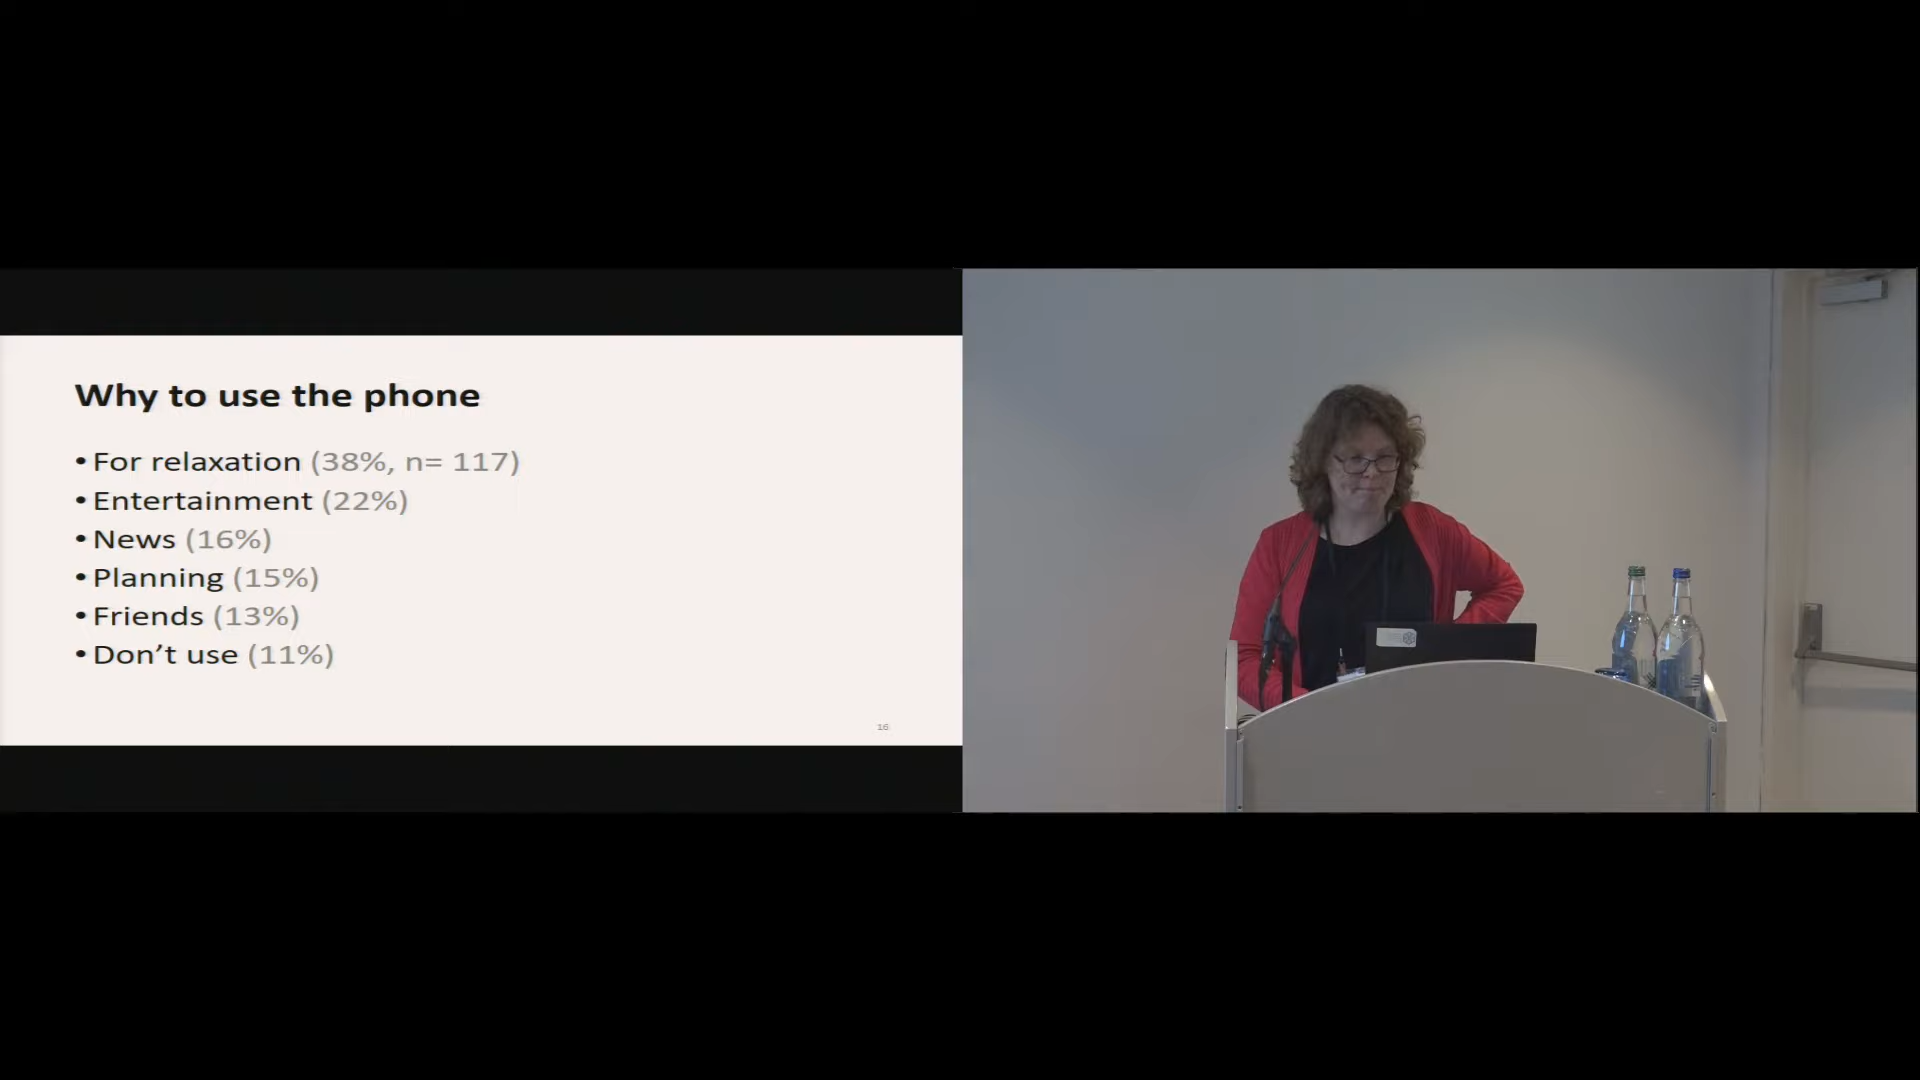 Why to use the phone
•For relaxation (38%, n= 117)
•Entertainment (22%)
•News (16%)
•Planning (15%)
•Friends (13%)
•Don’t use (11%)
16